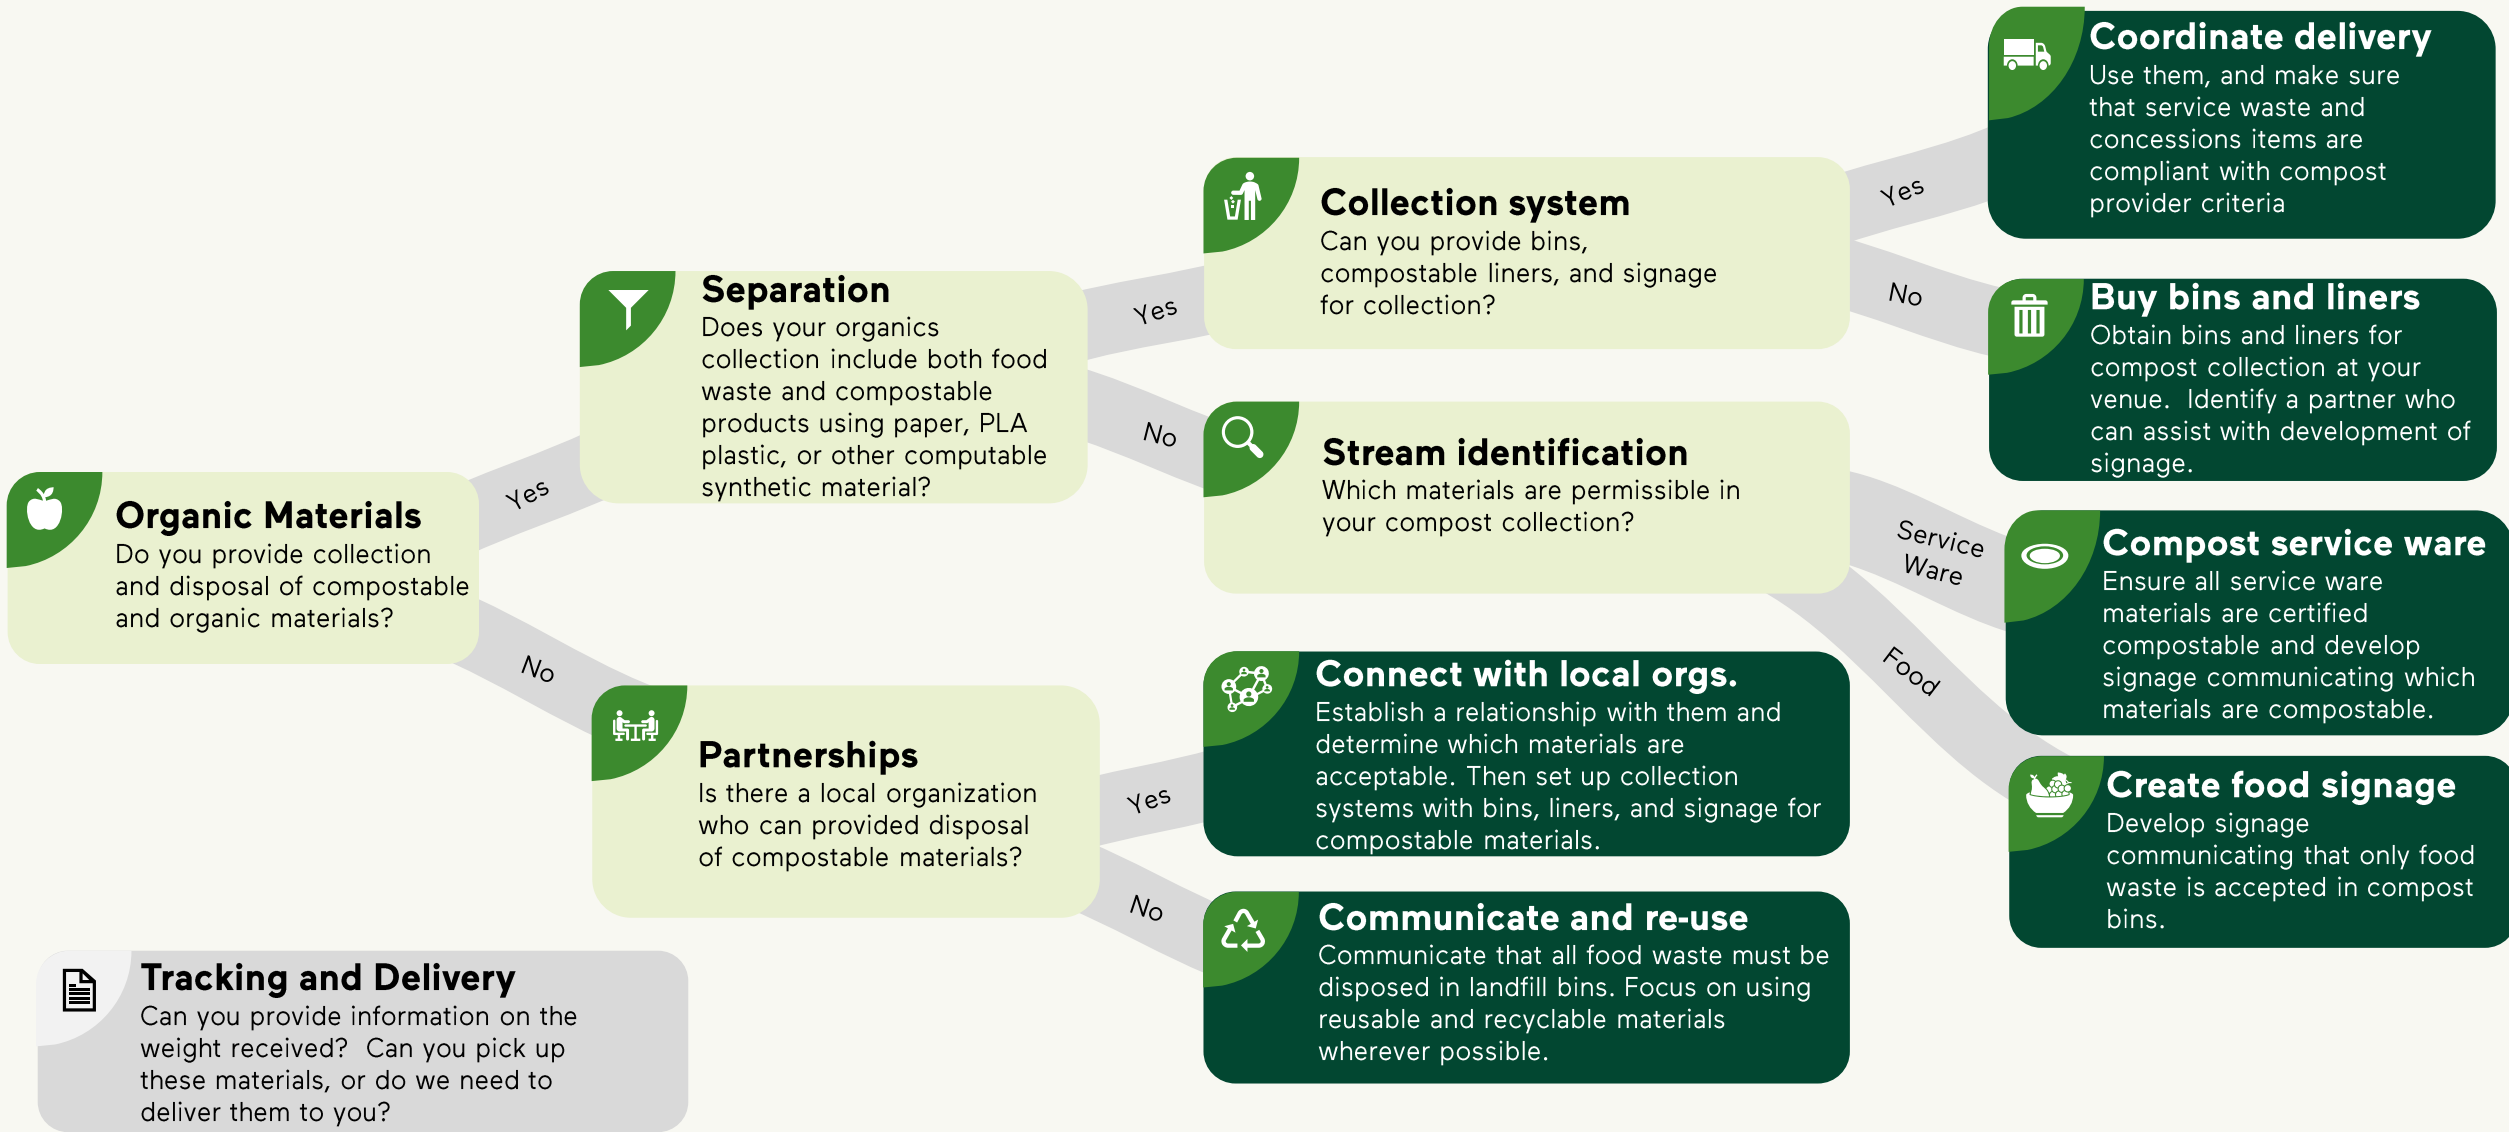 Organic Materials
Do you provide collection
and disposal of compostable
and organic materials?
Yes
No
Separation
Does your organics
collection include both food
waste and compostable
products using paper, PLA
plastic, or other computable
synthetic material?
Yes
No
Partnerships
Is there a local organization
who can provided disposal
of compostable materials?
Yes
No
Collection system
Can you provide bins,
compostable liners, and signage
for collection?
Yes
No
Stream identification
Which materials are permissible in
your compost collection?
Service
Ware
Food
Connect with local orgs.
Establish a relationship with them and
determine which materials are
acceptable. Then set up collection
systems with bins, liners, and signage for
compostable materials.
Communicate and re-use
Communicate that all food waste must be
disposed in landfill bins. Focus on using
reusable and recyclable materials
wherever possible.
Coordinate delivery
Use them, and make sure
that service waste and
concessions items are
compliant with compost
provider criteria
Buy bins and liners
Obtain bins and liners for
compost collection at your
venue.  Identify a partner who
can assist with development of
signage.
Compost service ware
Ensure all service ware
materials are certified
compostable and develop
signage communicating which
materials are compostable.
Create food signage
Develop signage
communicating that only food
waste is accepted in compost
bins.
Tracking and Delivery
Can you provide information on the
weight received?  Can you pick up
these materials, or do we need to
deliver them to you?